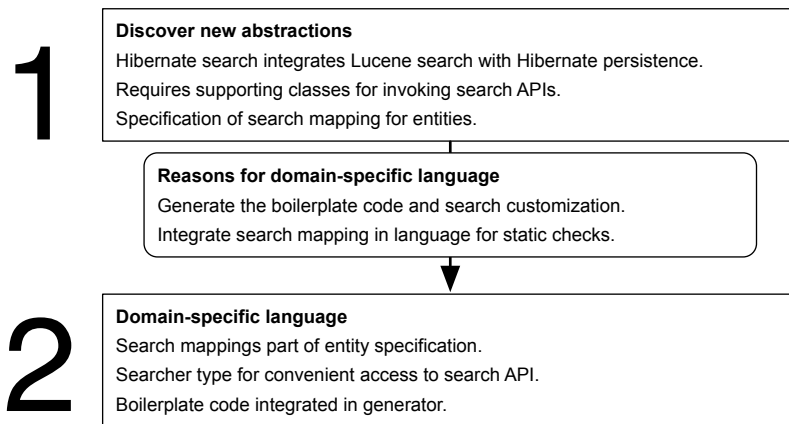 1
Discover new abstractions
Hibernate search integrates Lucene search with Hibernate persistence.
Requires supporting classes for invoking search APIs.
Specification of search mapping for entities.
Reasons for domain-specific language
Generate the boilerplate code and search customization.
Integrate search mapping in language for static checks.
2
Domain-specific language
Search mappings part of entity specification.
Searcher type for convenient access to search API.
Boilerplate code integrated in generator.